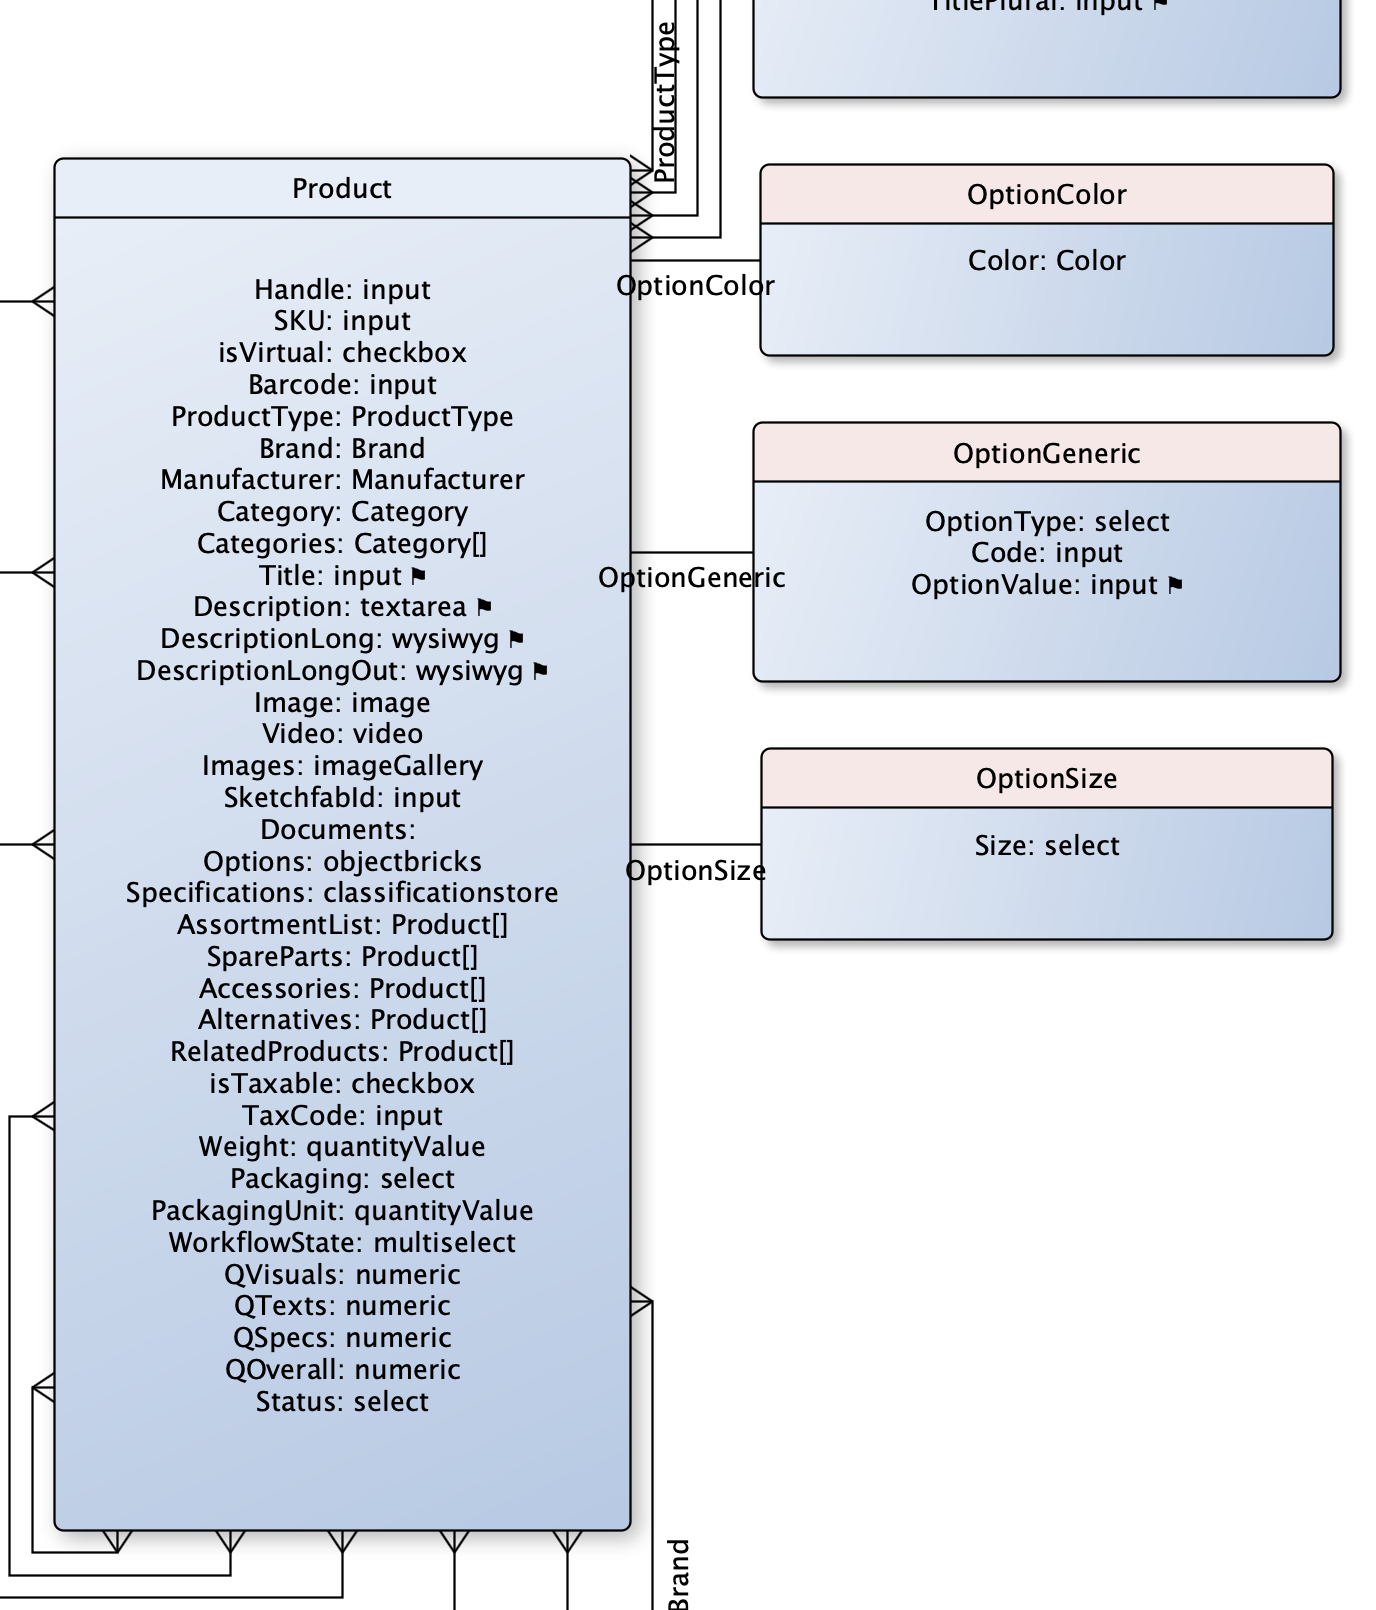 TitlePlural: input ⚑
ProductType
Product
Handle: input
SKU: input
isVirtual: checkbox
Barcode: input
ProductType: ProductType
Brand: Brand
Manufacturer: Manufacturer
Category: Category
Categories: Category[]
Title: input ⚑
Description: textarea ⚑
DescriptionLong: wysiwyg ⚑
DescriptionLongOut: wysiwyg ⚑
Image: image
Video: video
Images: imageGallery
SketchfabId: input
Documents:
Options: objectbricks
Specifications: classificationstore
AssortmentList: Product[]
SpareParts: Product[]
Accessories: Product[]
Alternatives: Product[]
RelatedProducts: Product[]
isTaxable: checkbox
TaxCode: input
Weight: quantityValue
Packaging: select
PackagingUnit: quantityValue
WorkflowState: multiselect
QVisuals: numeric
QTexts: numeric
QSpecs: numeric
QOverall: numeric
Status: select
OptionColor
OptionColor
Color: Color
OptionGeneric
OptionGeneric
OptionType: select
Code: input
OptionValue: input ⚑
OptionSize
OptionSize
Size: select
Brand